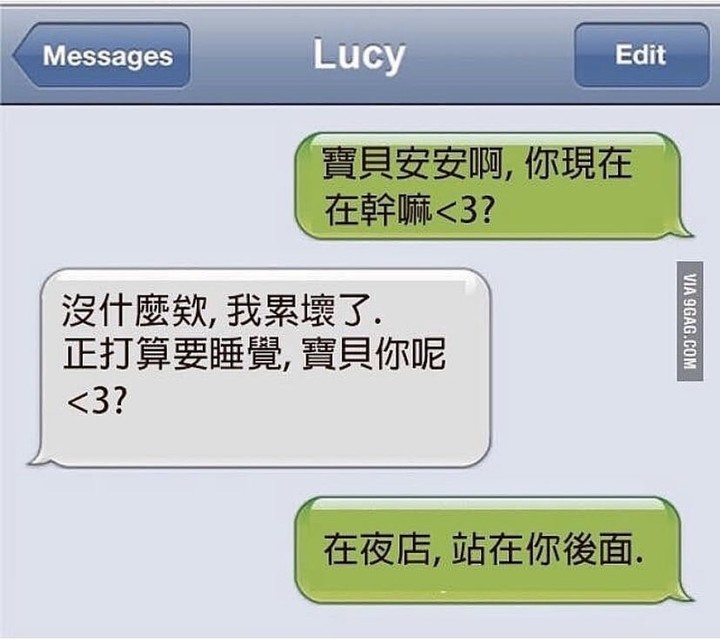 Messages
Lucy
Edit
寶貝安安啊, 你現在
在幹嘛<3?
沒什麼欸, 我累壞了.
正打算要睡覺, 寶貝你呢
<3?
在夜店, 站在你後面.
VIA 9GAG.COM